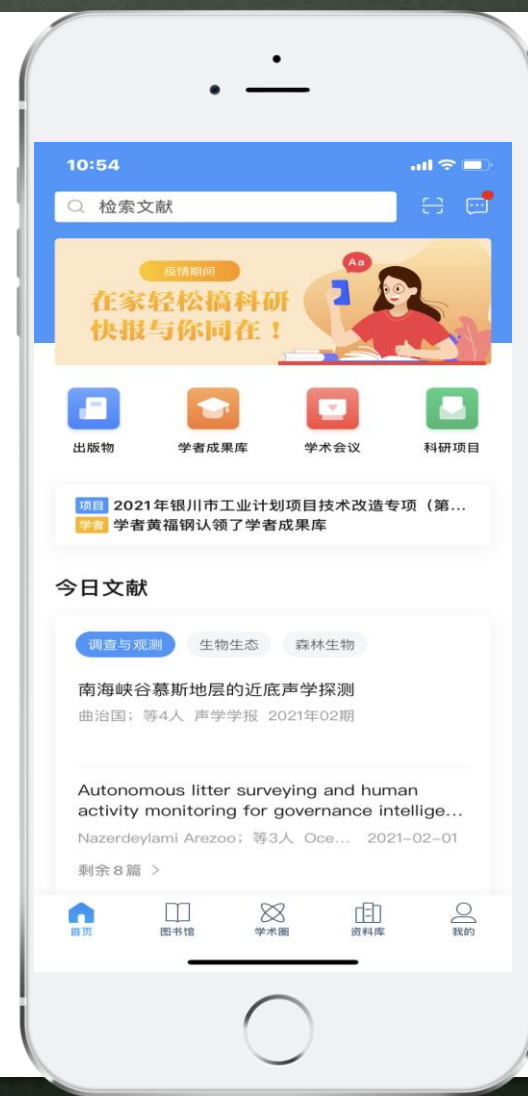 10:54
检索文献
疫情期间
Aa
在家轻松搞科研
快报与你同在！
出版物
学者成果库
学术会议
科研项目
项目 2021年银川市工业计划项目技术改造专项（第...
学者 学者黄福钢认领了学者成果库
今日文献
调查与观测 生物生态 森林生物
南海峡谷慕斯地层的近底声学探测
曲治国；等4人 声学学报 2021年02期
Autonomous litter surveying and human
activity monitoring for governance intellige...
Nazerdeylami Arezoo；等3人 Oce... 2021-02-01
剩余8篇 >
首页 图书馆 学术圈 资料库 我的